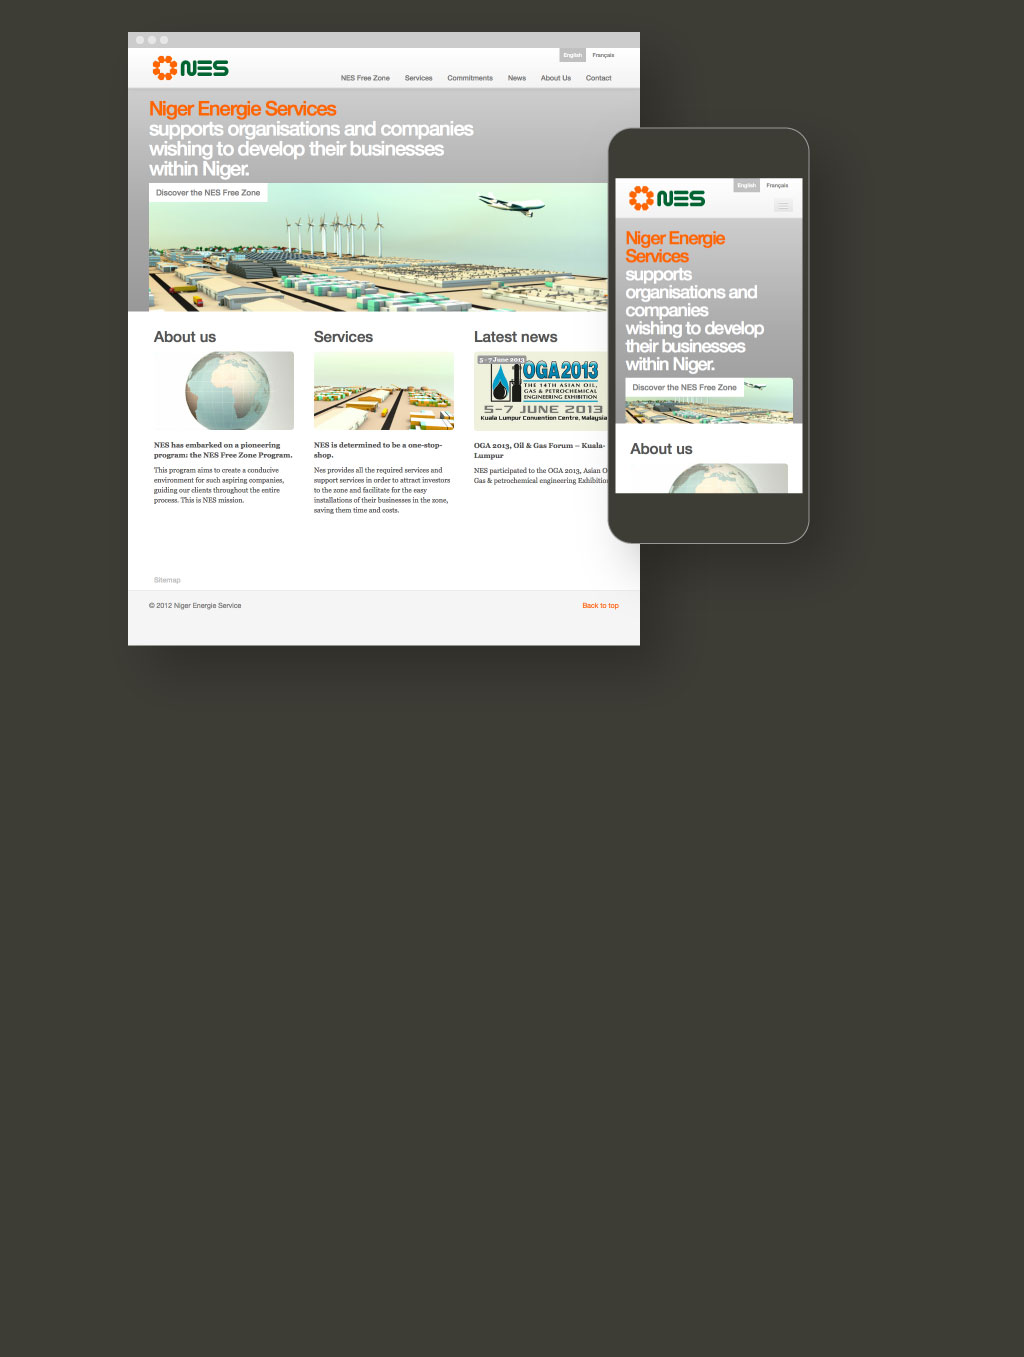 English Français
NES
NES Free Zone Services Commitments News About Us Contact
Niger Energie Services
supports organisations and companies
wishing to develop their businesses
within Niger.
Discover the NES Free Zone
About us
NES has embarked on a pioneering
program: the NES Free Zone Program.
This program aims to create a conducive
environment for such aspiring companies,
guiding our clients throughout the entire
process. This is NES mission.
Services
NES is determined to be a one-stop-
shop.
Nes provides all the required services and
support services in order to attract investors
to the zone and facilitate for the easy
installations of their businesses in the zone,
saving them time and costs.
Latest news
5 - 7 June 2013
OGA2013
THE 14TH ASIAN OIL,
GAS & PETROCHEMICAL
ENGINEERING EXHIBITION
5-7 JUNE 2013
Kuala Lumpur Convention Centre, Malaysia
OGA 2013, Oil & Gas Forum – Kuala-
Lumpur
NES participated to the OGA 2013, Asian O
Gas & petrochemical engineering Exhibition
Sitemap
© 2012 Niger Energie Service
Back to top
English Français
NES
Niger Energie
Services
supports
organisations and
companies
wishing to develop
their businesses
within Niger.
Discover the NES Free Zone
About us